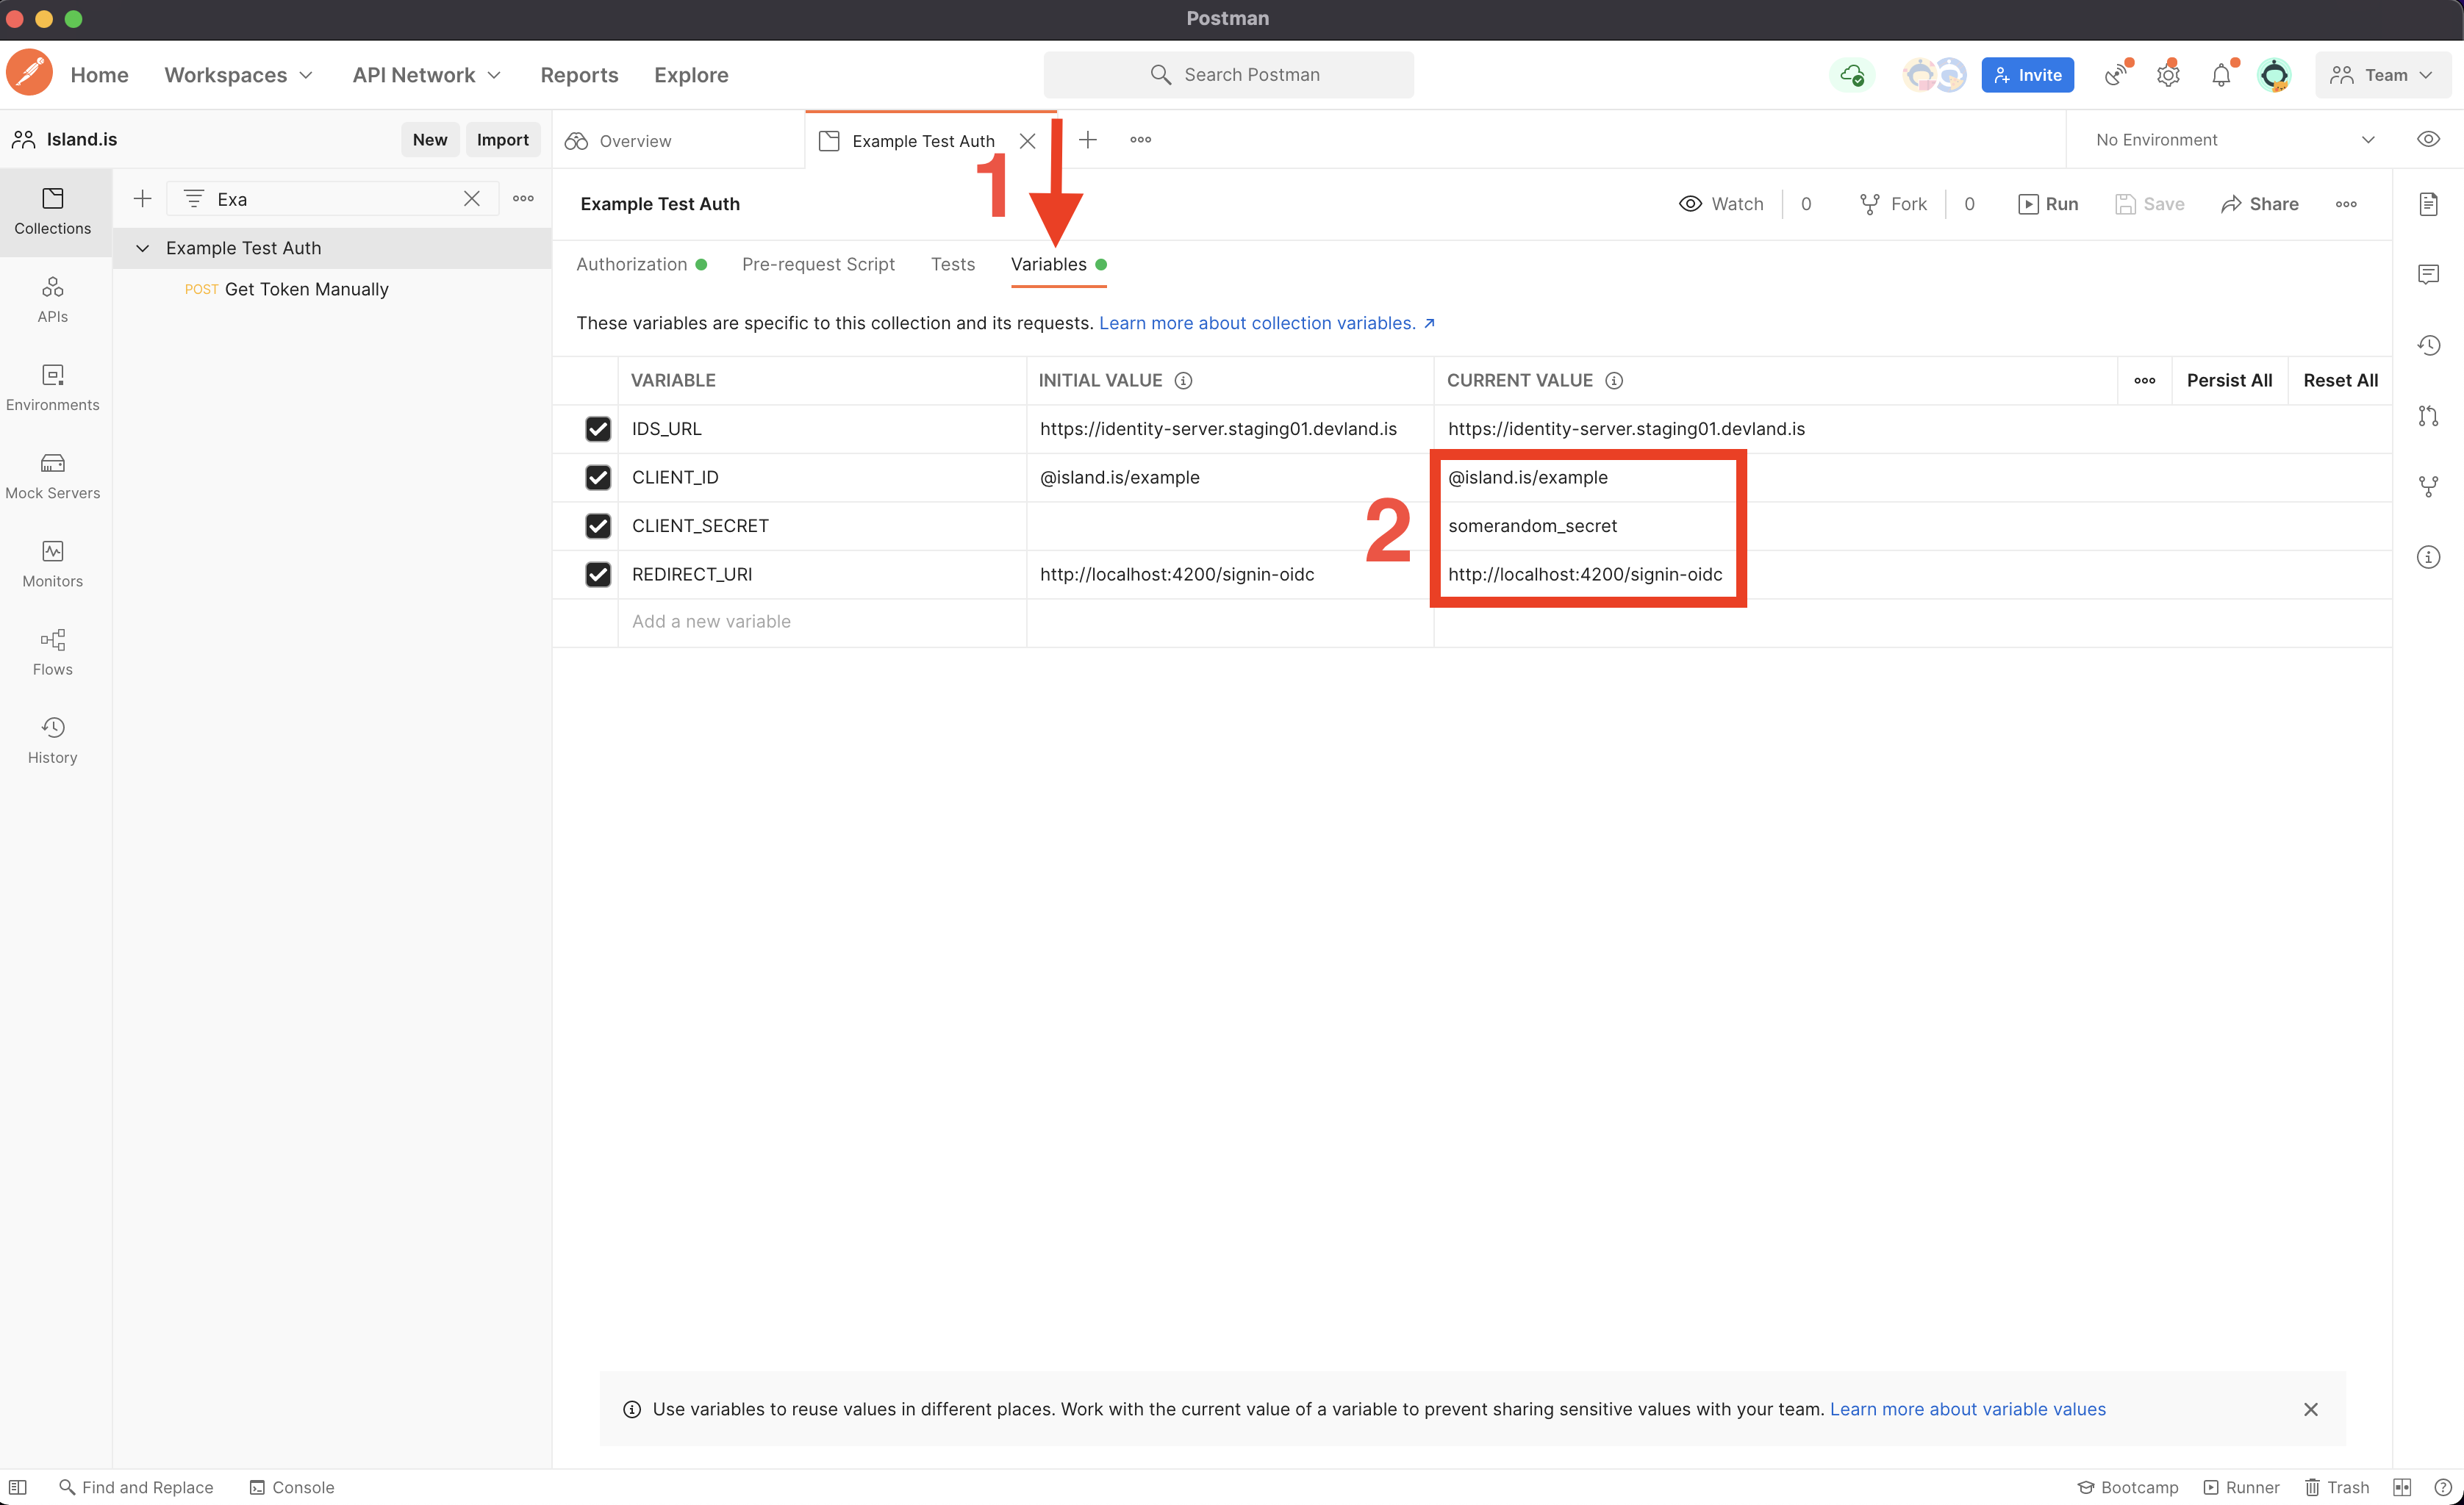 Postman
Home Workspaces API Network Reports Explore Search Postman Invite Team
Island.is New Import Overview Example Test Auth No Environment
Exa
Collections
Example Test Auth
POST Get Token Manually
APIs
Environments
Mock Servers
Monitors
Flows
History
1
Example Test Auth Watch 0 Fork 0 Run Save Share
Authorization Pre-request Script Tests Variables
These variables are specific to this collection and its requests. Learn more about collection variables. ↗
VARIABLE INITIAL VALUE CURRENT VALUE Persist All Reset All
IDS_URL https://identity-server.staging01.devland.is https://identity-server.staging01.devland.is
CLIENT_ID @island.is/example @island.is/example
2
CLIENT_SECRET somerandom_secret
REDIRECT_URI http://localhost:4200/signin-oidc http://localhost:4200/signin-oidc
Add a new variable
Use variables to reuse values in different places. Work with the current value of a variable to prevent sharing sensitive values with your team. Learn more about variable values
Find and Replace Console Bootcamp Runner Trash